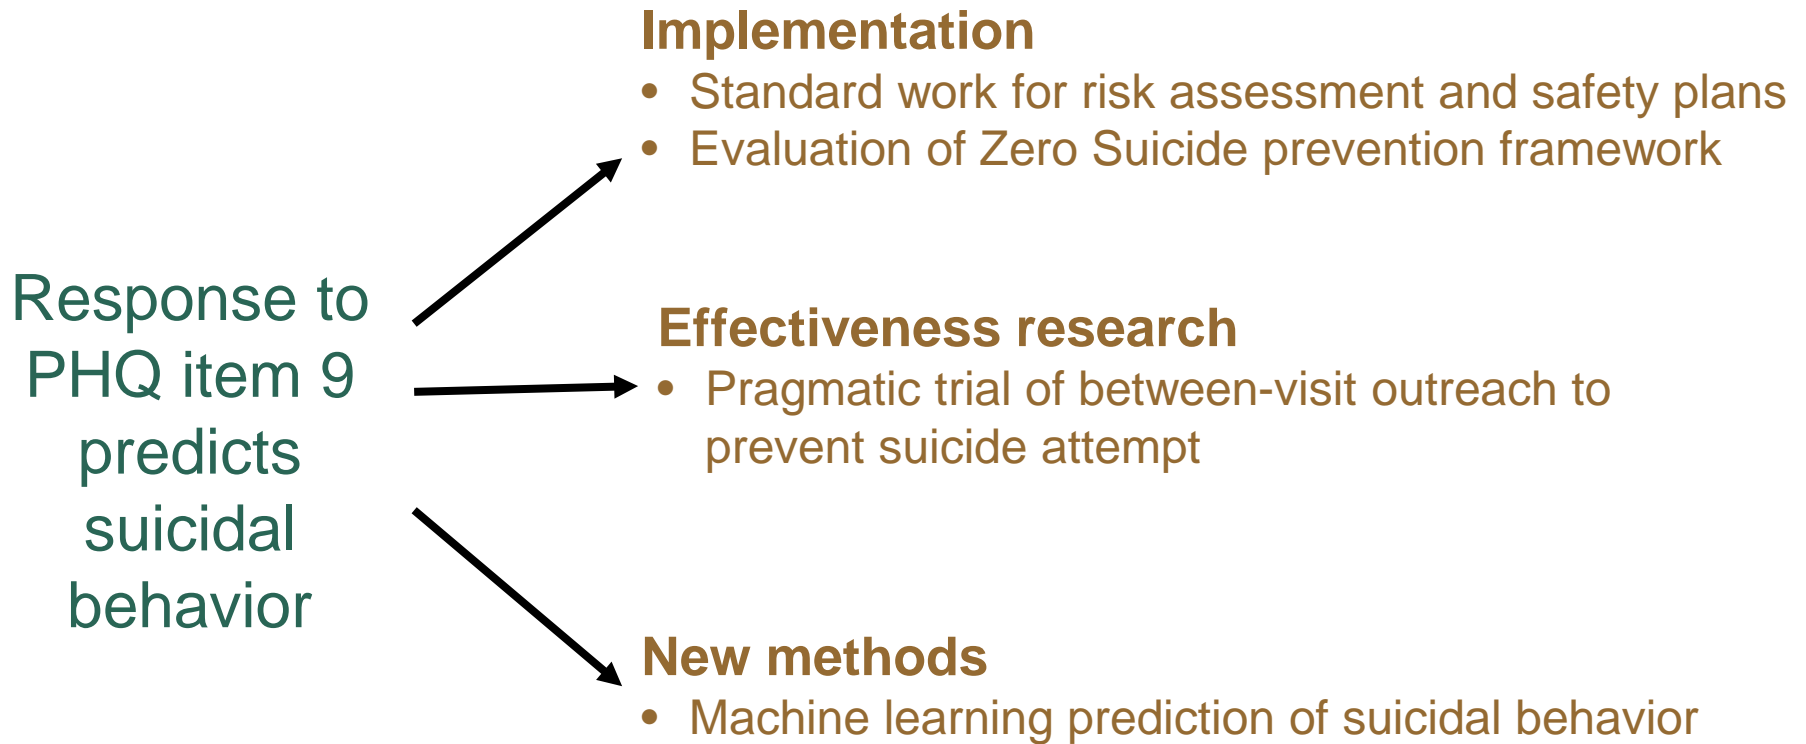 Implementation
• Standard work for risk assessment and safety plans
• Evaluation of Zero Suicide prevention framework
Response to
PHQ item 9
predicts
suicidal
behavior
Effectiveness research
• Pragmatic trial of between-visit outreach to
prevent suicide attempt
New methods
• Machine learning prediction of suicidal behavior